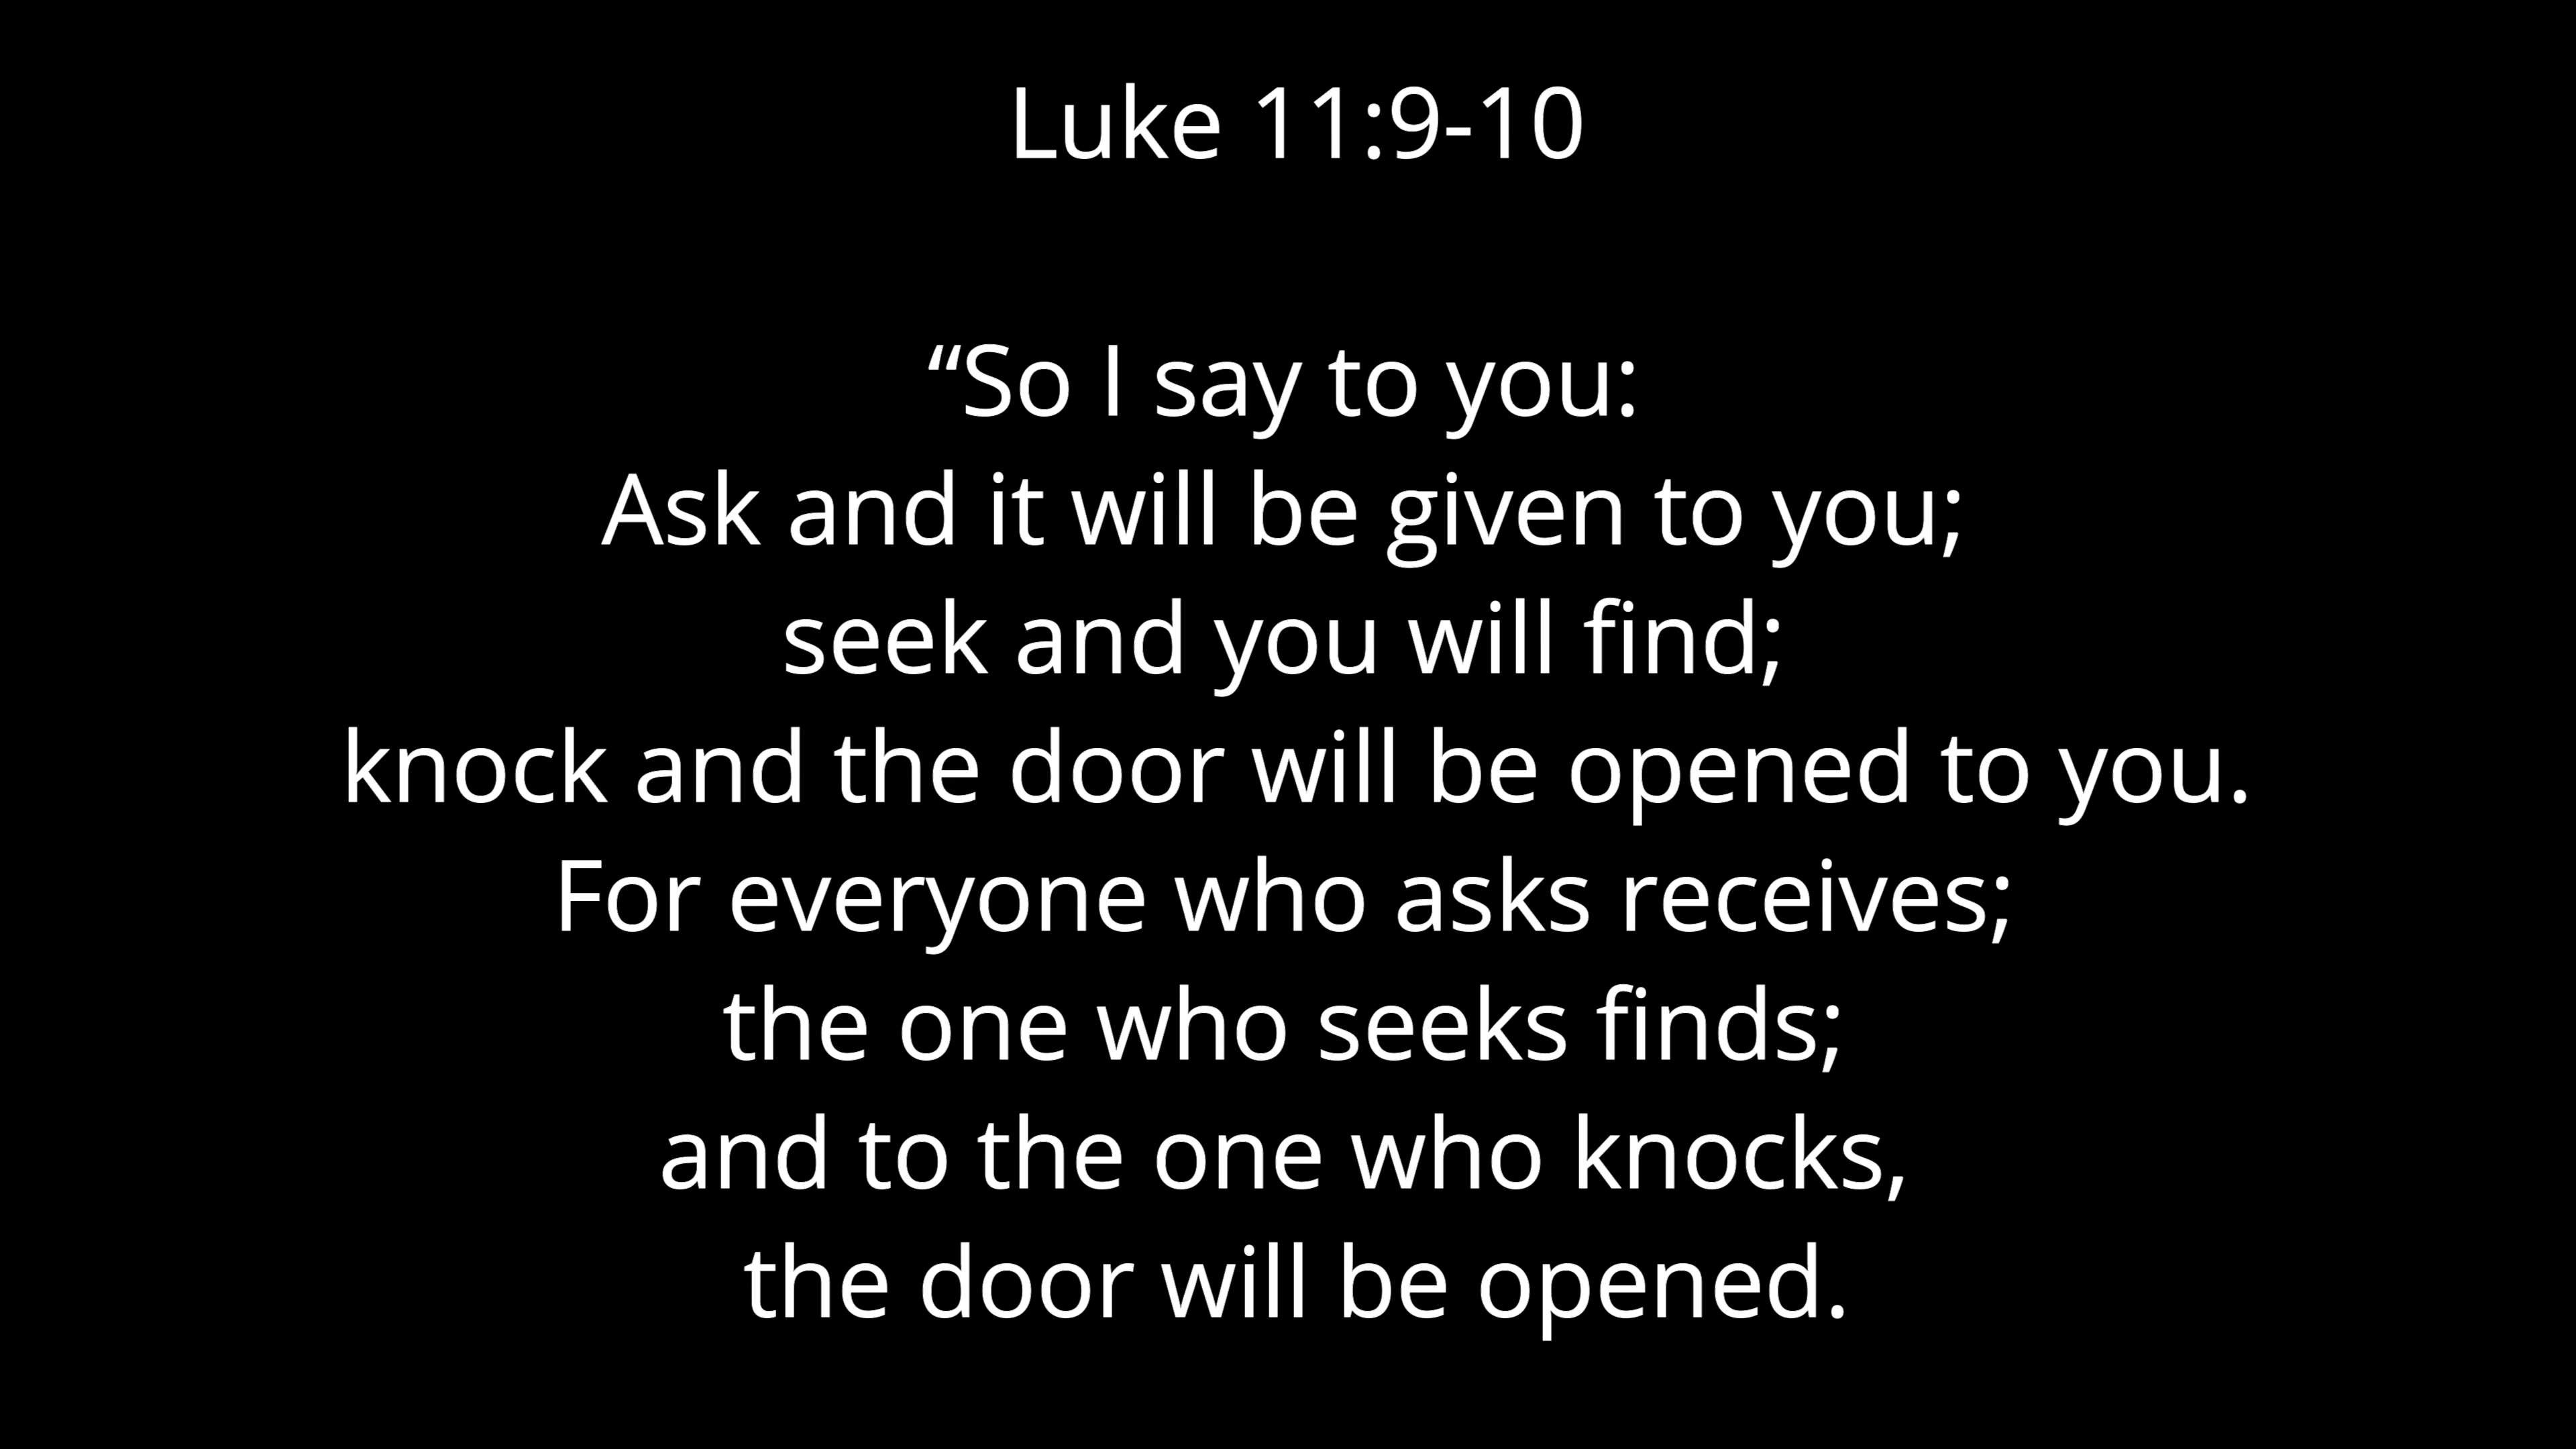 Luke 11:9-10
“So I say to you:
Ask and it will be given to you;
seek and you will find;
knock and the door will be opened to you.
For everyone who asks receives;
the one who seeks finds;
and to the one who knocks,
the door will be opened.